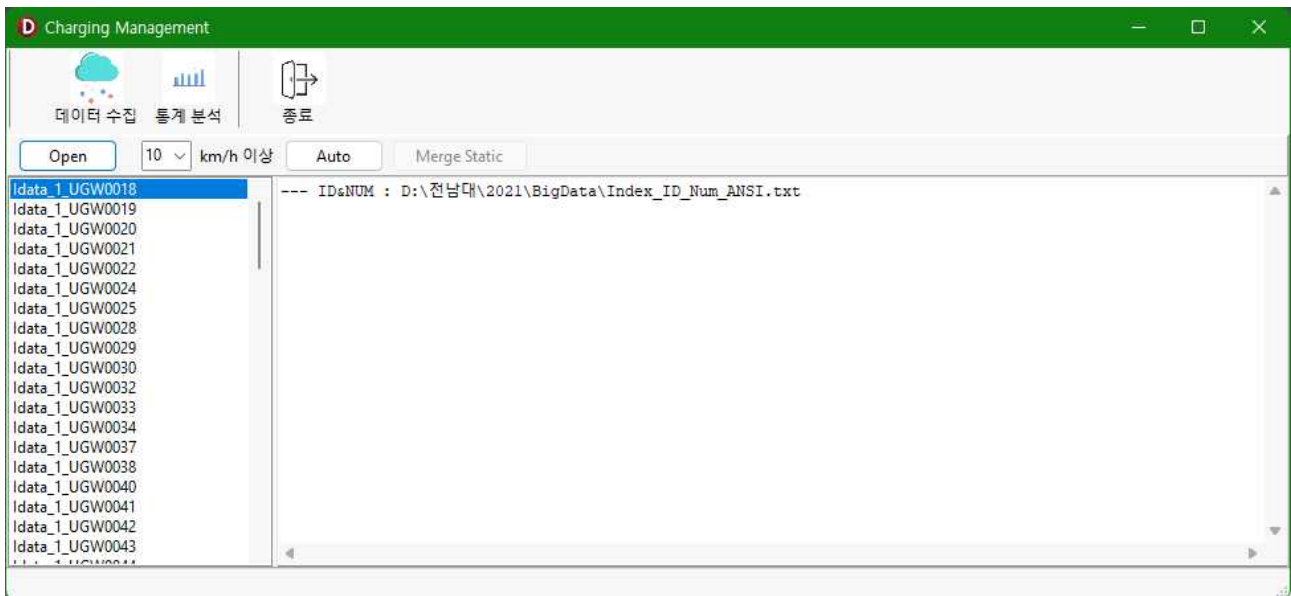 D Charging Management
데이터 수집 통계 분석 종료
Open 10 km/h 이상 Auto Merge Static
Idata_1_UGW0018
Idata_1_UGW0019
Idata_1_UGW0020
Idata_1_UGW0021
Idata_1_UGW0022
Idata_1_UGW0024
Idata_1_UGW0025
Idata_1_UGW0028
Idata_1_UGW0029
Idata_1_UGW0030
Idata_1_UGW0032
Idata_1_UGW0033
Idata_1_UGW0034
Idata_1_UGW0037
Idata_1_UGW0038
Idata_1_UGW0040
Idata_1_UGW0041
Idata_1_UGW0042
Idata_1_UGW0043
--- ID&NUM : D:\전남대\2021\BigData\Index_ID_Num_ANSI.txt